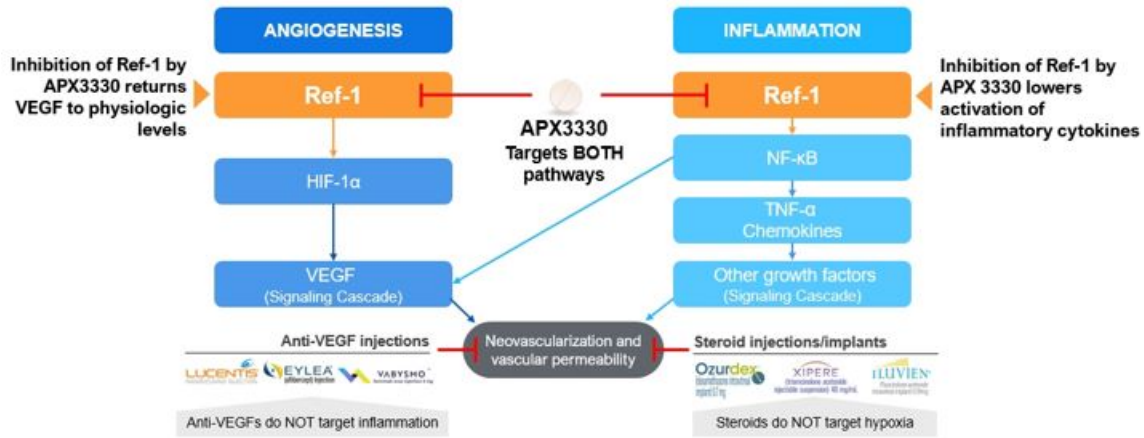 ANGIOGENESIS
INFLAMMATION
Inhibition of Ref-1 by
APX3330 returns
VEGF to physiologic
levels
Ref-1
APX3330
Targets BOTH
pathways
Ref-1
Inhibition of Ref-1 by
APX 3330 lowers
activation of
inflammatory cytokines
HIF-1α
NF-κB
TNF-α
Chemokines
VEGF
(Signaling Cascade)
Other growth factors
(Signaling Cascade)
Neovascularization and
vascular permeability
Anti-VEGF injections
LUCENTIS
EYLEA
(aflibercept) Injection
VABYSMO
Anti-VEGFs do NOT target inflammation
Steroid injections/implants
Ozurdex
XIPERE
ILUVIEN
Steroids do NOT target hypoxia